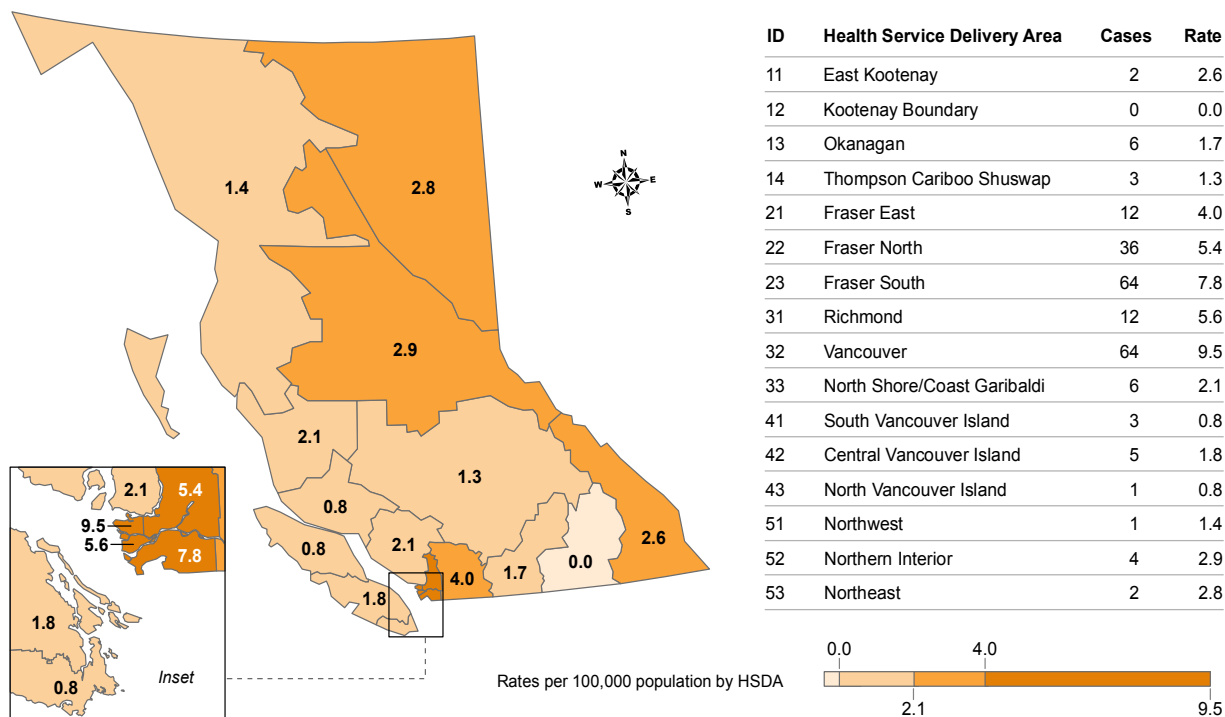 ID Health Service Delivery Area Cases Rate
11 East Kootenay 2 2.6
12 Kootenay Boundary 0 0.0
13 Okanagan 6 1.7
14 Thompson Cariboo Shuswap 3 1.3
21 Fraser East 12 4.0
22 Fraser North 36 5.4
23 Fraser South 64 7.8
31 Richmond 12 5.6
32 Vancouver 64 9.5
33 North Shore/Coast Garibaldi 6 2.1
41 South Vancouver Island 3 0.8
42 Central Vancouver Island 5 1.8
43 North Vancouver Island 1 0.8
51 Northwest 1 1.4
52 Northern Interior 4 2.9
53 Northeast 2 2.8
N
W E
S
1.4
2.8
2.9
2.1
1.3
0.8
0.8
2.1
1.8
4.0
1.7
0.0
2.6
2.1
5.4
9.5
5.6
7.8
1.8
0.8
Inset
Rates per 100,000 population by HSDA
0.0 4.0
2.1 9.5